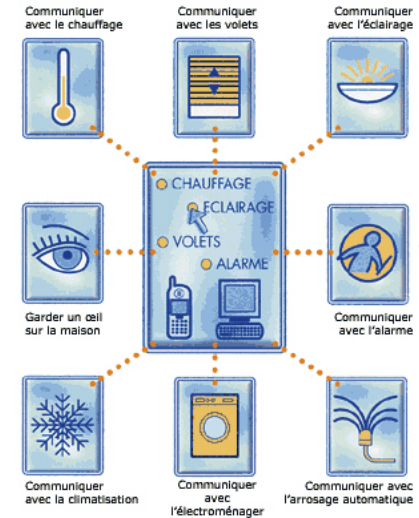 Communiquer
avec le chauffage
Communiquer
avec les volets
Communiquer
avec l'éclairage
CHAUFFAGE
ECLAIRAGE
VOLETS
ALARME
Garder un œil
sur la maison
Communiquer
avec l'alarme
Communiquer
avec la climatisation
Communiquer
avec
l'électroménager
Communiquer avec
l'arrosage automatique